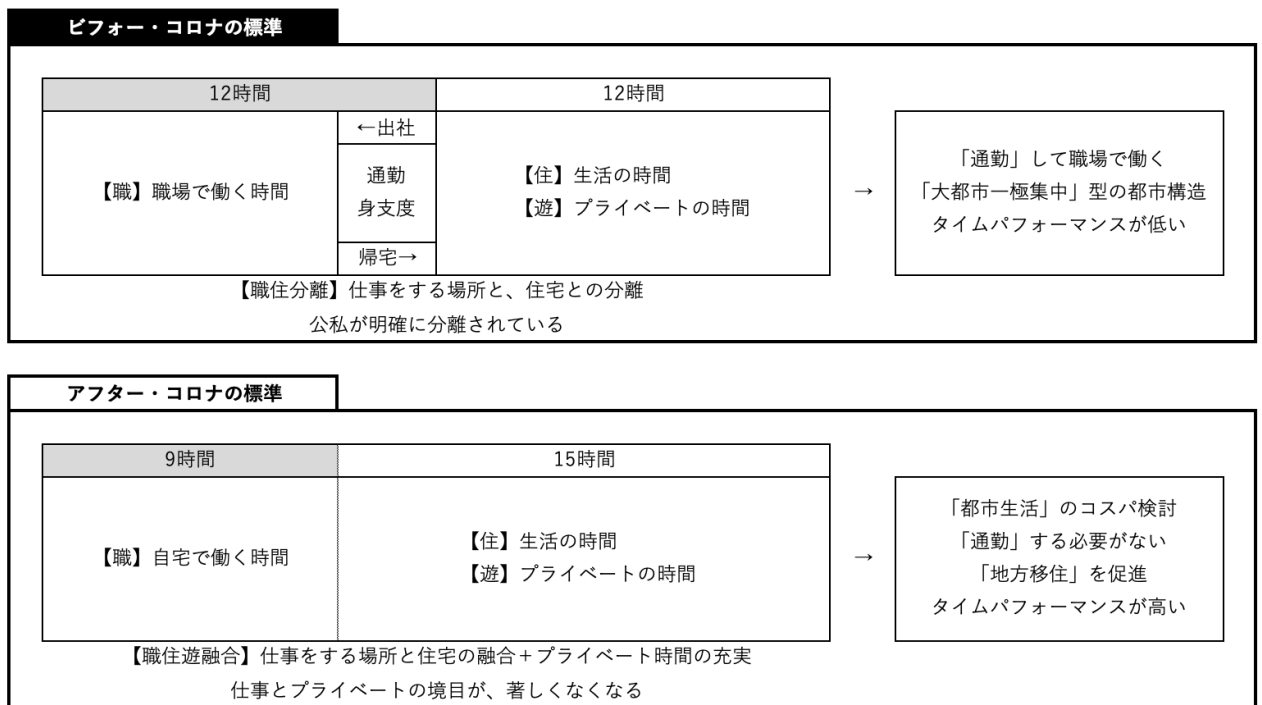 ビフォー・コロナの標準
12時間
12時間
【職】職場で働く時間
←出社
通勤
身支度
帰宅→
【住】生活の時間
【遊】プライベートの時間
→
「通勤」して職場で働く
「大都市一極集中」型の都市構造
タイムパフォーマンスが低い
【職住分離】仕事をする場所と、住宅との分離
公私が明確に分離されている
アフター・コロナの標準
9時間
15時間
【職】自宅で働く時間
【住】生活の時間
【遊】プライベートの時間
→
「都市生活」のコスパ検討
「通勤」する必要がない
「地方移住」を促進
タイムパフォーマンスが高い
【職住遊融合】仕事をする場所と住宅の融合＋プライベート時間の充実
仕事とプライベートの境目が、著しくなくなる